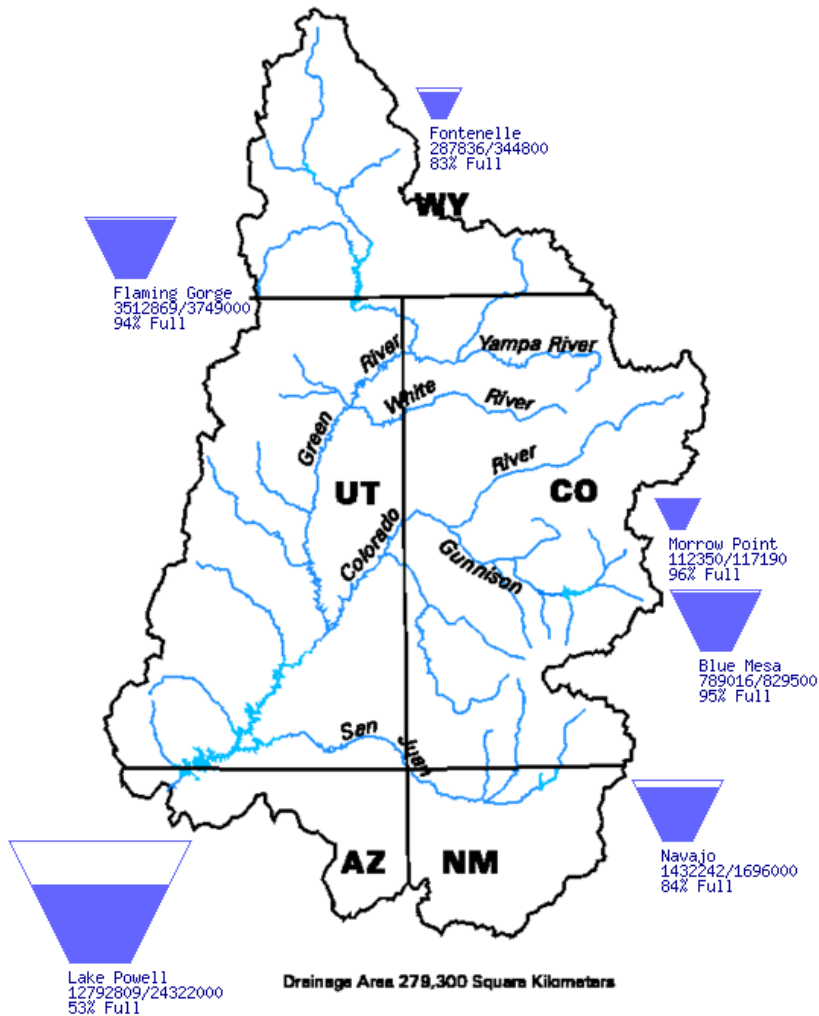 Fontenelle
287836/344800
83% Full
WY
Flaming Gorge
3512869/3749000
94% Full
Yampa River
River
White
River
Green
River
UT
CO
Colorado
Gunnison
Morrow Point
112350/117190
96% Full
Blue Mesa
789016/829500
95% Full
San
Juan
Navajo
1432242/1696000
84% Full
AZ
NM
Lake Powell
12792809/24322000
53% Full
Drainage Area 279,300 Square Kilometers